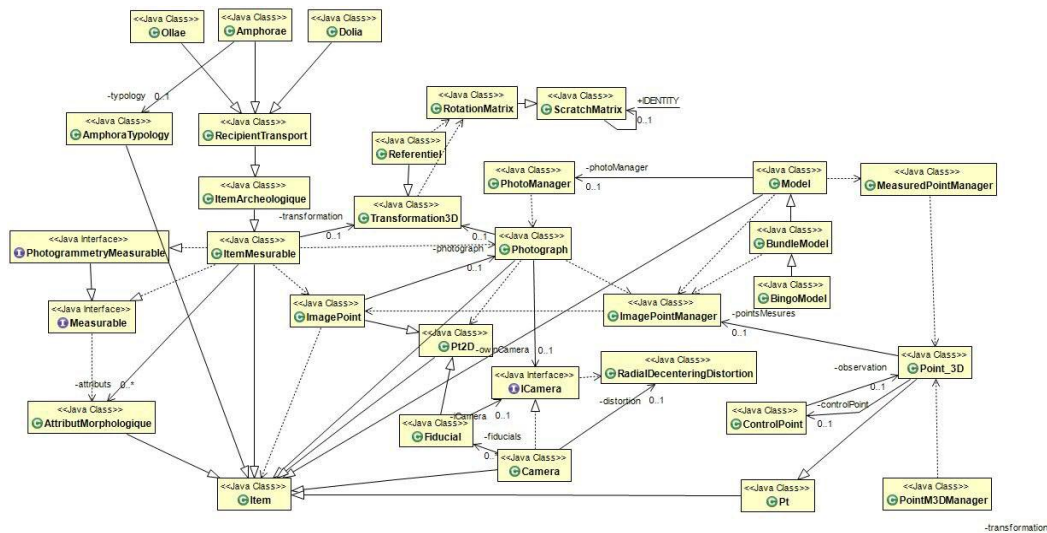 <<Java Class>>
Ollae
<<Java Class>>
Amphorae
<<Java Class>>
Dolia
-typology 0..1
<<Java Class>>
AmphoraTypology
<<Java Class>>
RecipientTransport
<<Java Class>>
RotationMatrix
<<Java Class>>
ScratchMatrix
+IDENTITY
0..1
<<Java Class>>
Referentiel
<<Java Class>>
ItemArcheologique
<<Java Class>>
PhotoManager
-photoManager
0..1
<<Java Class>>
Model
<<Java Class>>
MeasuredPointManager
-transformation
0..1
<<Java Class>>
Transformation3D
0..1
<<Java Interface>>
PhotogrammetryMeasurable
<<Java Class>>
ItemMesurable
-photograph
0..1
<<Java Class>>
Photograph
<<Java Class>>
BundleModel
<<Java Class>>
BingoModel
<<Java Interface>>
Measurable
<<Java Class>>
ImagePoint
<<Java Class>>
ImagePointManager
-pointsMesures
0..1
<<Java Class>>
Pt2D
-ownCamera
0..1
<<Java Interface>>
ICamera
<<Java Class>>
RadialDecenteringDistortion
<<Java Class>>
Point_3D
-observation
0..1
-attributs 0..*
<<Java Class>>
AttributMorphologique
<<Java Class>>
Fiducial
-iCamera
0..1
-distortion 0..1
<<Java Class>>
ControlPoint
-controlPoint
0..1
-fiducials
0..*
<<Java Class>>
Camera
<<Java Class>>
Item
<<Java Class>>
Pt
<<Java Class>>
PointM3DManager
-transformation